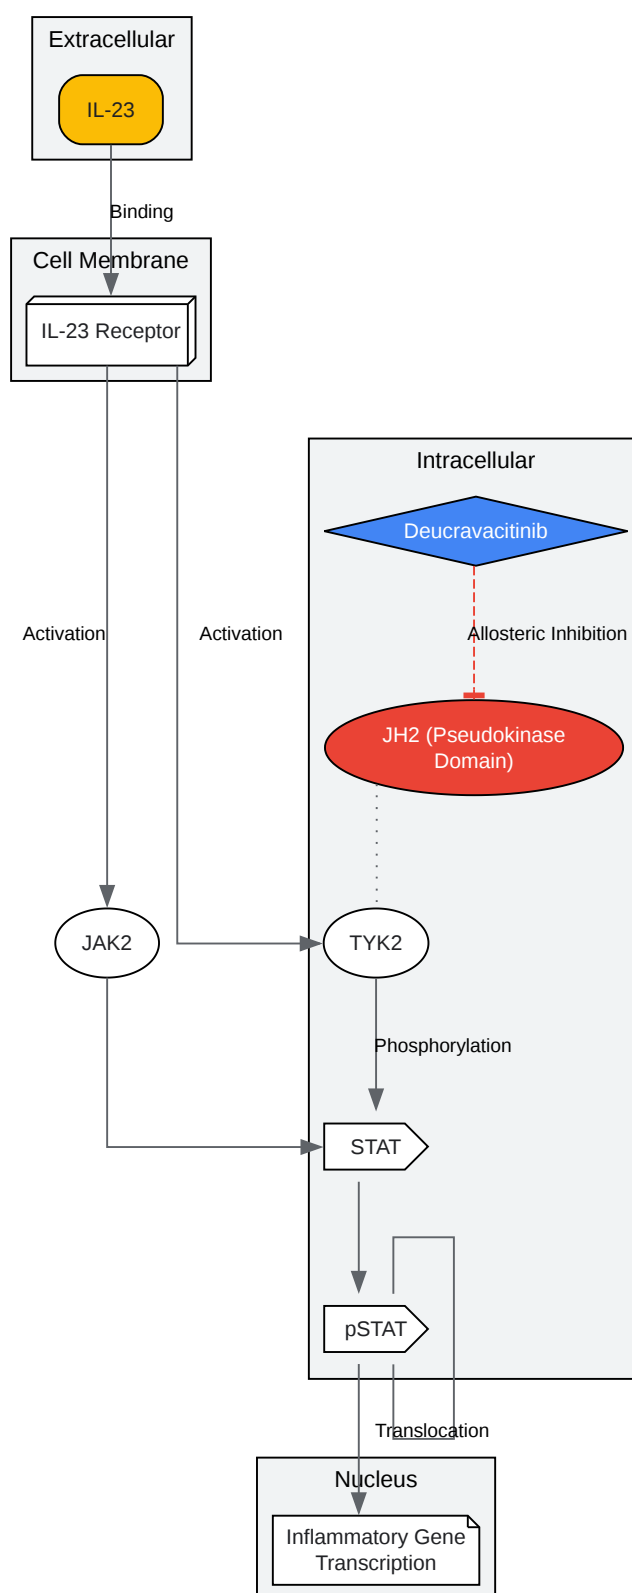 Extracellular
IL-23
Binding
Cell Membrane
IL-23 Receptor
Intracellular
Deucravacitinib
Activation
Activation
Allosteric Inhibition
JH2 (Pseudokinase
Domain)
JAK2
TYK2
Phosphorylation
STAT
pSTAT
Translocation
Nucleus
Inflammatory Gene
Transcription